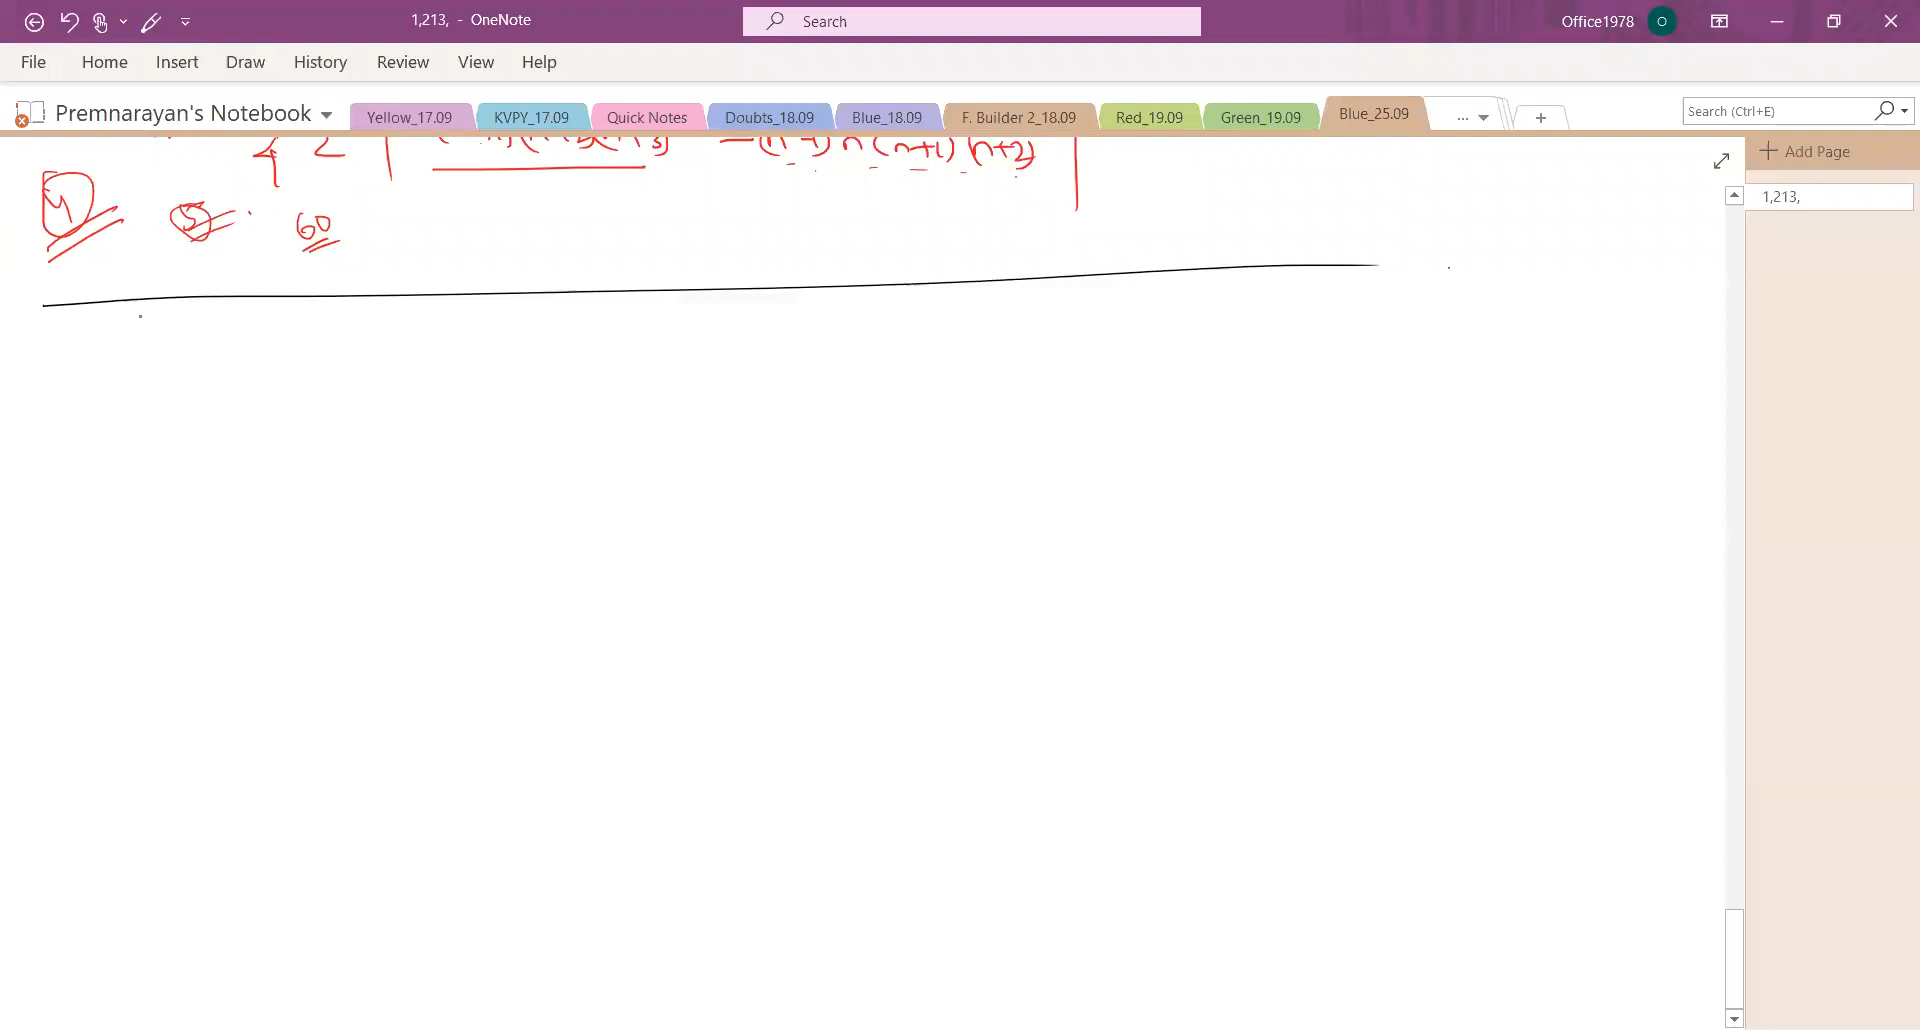 1,213, - OneNote
Search
Office1978
File Home Insert Draw History Review View Help
Premnarayan's Notebook
Yellow_17.09 KVPY_17.09 Quick Notes Doubts_18.09 Blue_18.09 F. Builder 2_18.09 Red_19.09 Green_19.09 Blue_25.09 ...
Search (Ctrl+E)
Add Page
1,213,
-(n-1) n (n+1) (n+2)
4 5 60